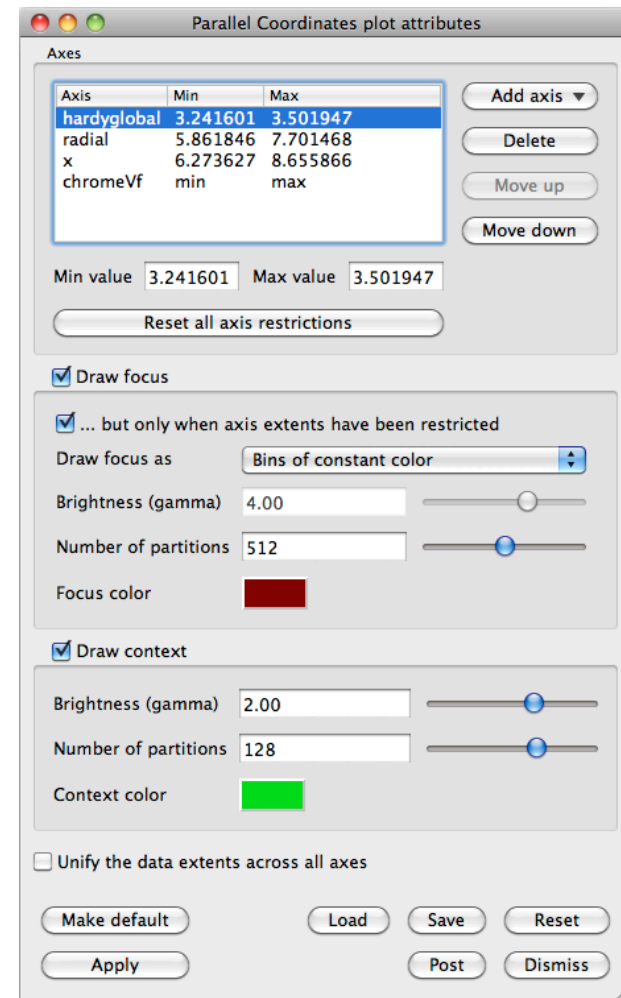 Parallel Coordinates plot attributes
Axes
Axis Min Max
hardyglobal 3.241601 3.501947
radial 5.861846 7.701468
x 6.273627 8.655866
chromeVf min max
Add axis
Delete
Move up
Move down
Min value 3.241601 Max value 3.501947
Reset all axis restrictions
Draw focus
... but only when axis extents have been restricted
Draw focus as Bins of constant color
Brightness (gamma) 4.00
Number of partitions 512
Focus color
Draw context
Brightness (gamma) 2.00
Number of partitions 128
Context color
Unify the data extents across all axes
Make default Load Save Reset
Apply Post Dismiss